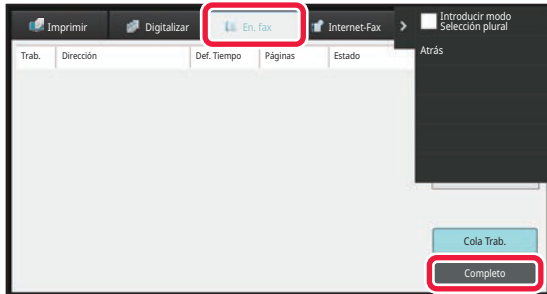 Imprimir
Digitalizar
En. fax
Internet-Fax
Introducir modo
Selección plural
Atrás
Trab.
Dirección
Def. Tiempo
Páginas
Estado
Cola Trab.
Completo